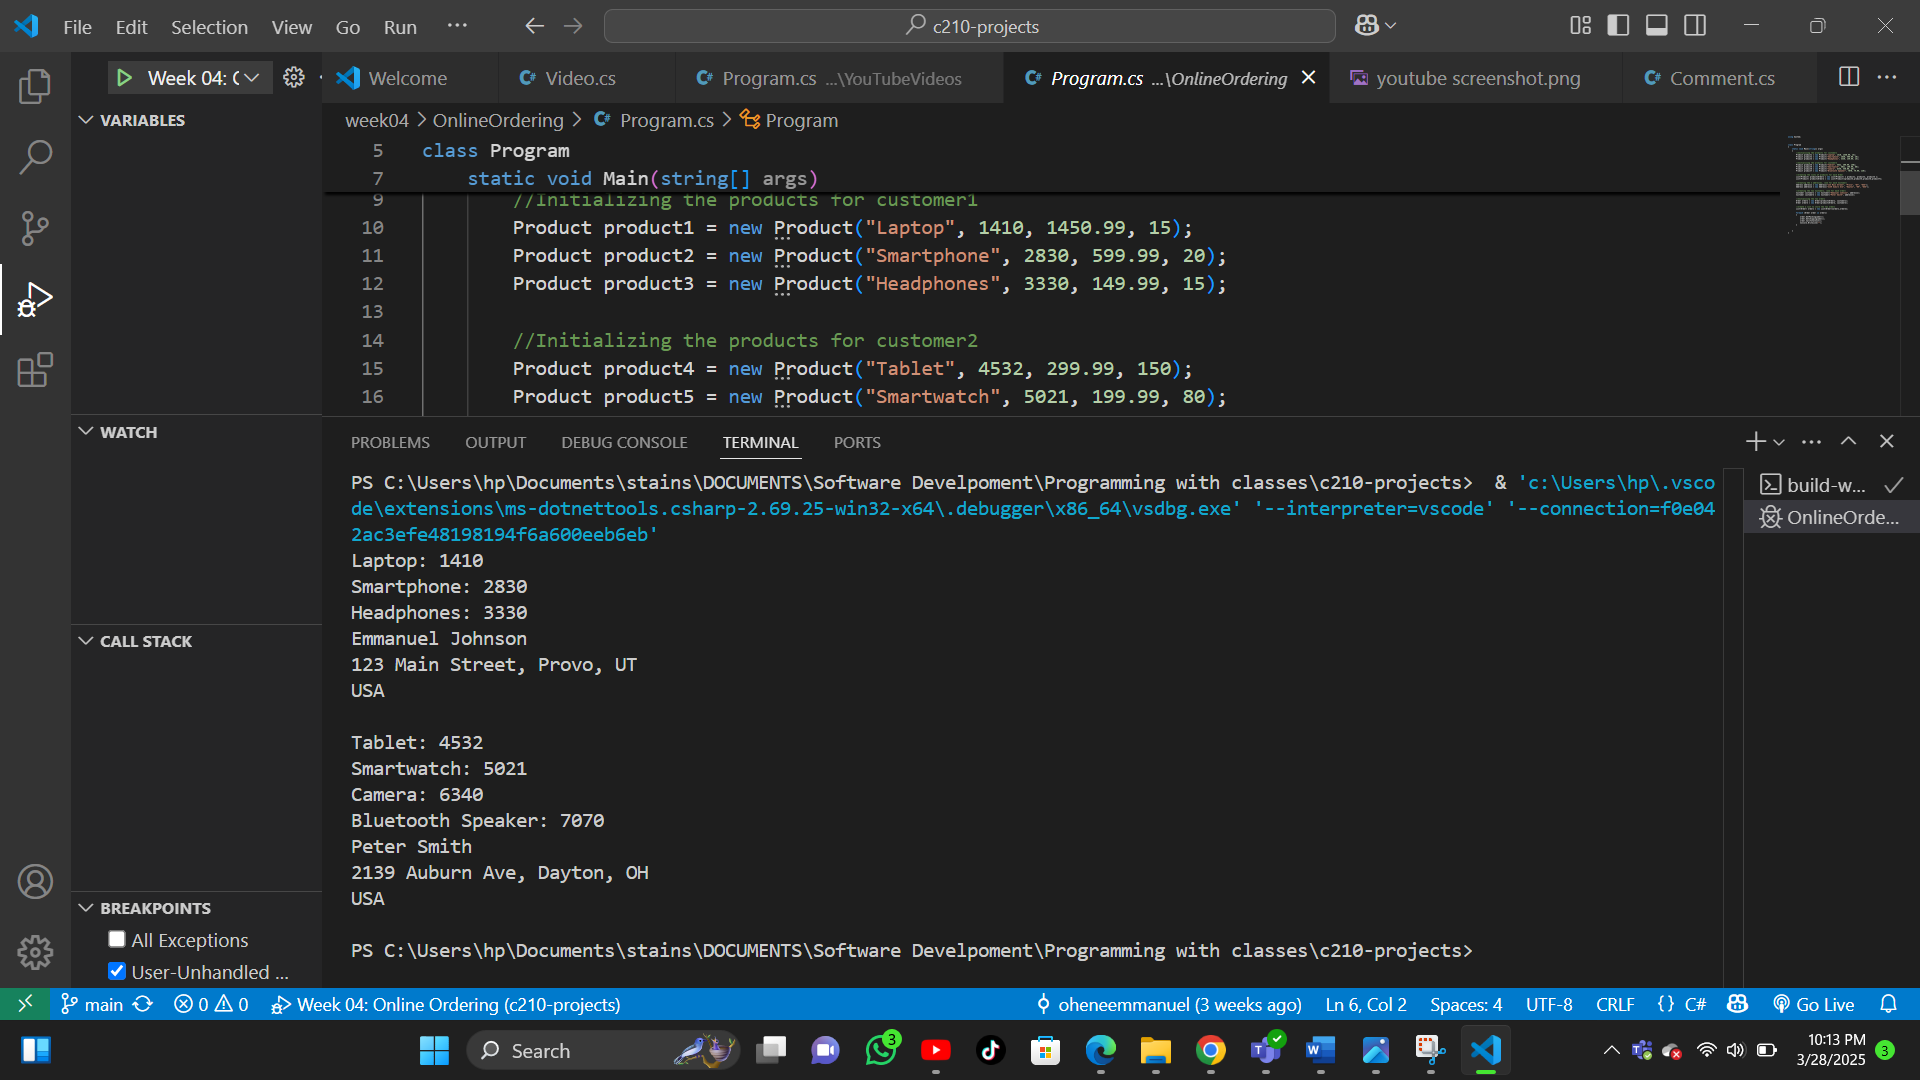 File Edit Selection View Go Run ··· c210-projects
Week 04: C
Welcome Video.cs Program.cs ...\YouTubeVideos Program.cs ...\OnlineOrdering youtube screenshot.png Comment.cs
VARIABLES
week04 > OnlineOrdering > Program.cs > Program
5 class Program
7 static void Main(string[] args)
9 //Initializing the products for customer1
10 Product product1 = new Product("Laptop", 1410, 1450.99, 15);
11 Product product2 = new Product("Smartphone", 2830, 599.99, 20);
12 Product product3 = new Product("Headphones", 3330, 149.99, 15);
13
14 //Initializing the products for customer2
15 Product product4 = new Product("Tablet", 4532, 299.99, 150);
16 Product product5 = new Product("Smartwatch", 5021, 199.99, 80);
WATCH
CALL STACK
BREAKPOINTS
All Exceptions
User-Unhandled ...
PROBLEMS OUTPUT DEBUG CONSOLE TERMINAL PORTS
PS C:\Users\hp\Documents\stains\DOCUMENTS\Software Develpoment\Programming with classes\c210-projects> & 'c:\Users\hp\.vsco
de\extensions\ms-dotnettools.csharp-2.69.25-win32-x64\.debugger\x86_64\vsdbg.exe' '--interpreter=vscode' '--connection=f0e04
2ac3efe48198194f6a600eeb6eb'
Laptop: 1410
Smartphone: 2830
Headphones: 3330
Emmanuel Johnson
123 Main Street, Provo, UT
USA
Tablet: 4532
Smartwatch: 5021
Camera: 6340
Bluetooth Speaker: 7070
Peter Smith
2139 Auburn Ave, Dayton, OH
USA
PS C:\Users\hp\Documents\stains\DOCUMENTS\Software Develpoment\Programming with classes\c210-projects>
build-w...
OnlineOrde...
main 0 0 Week 04: Online Ordering (c210-projects) oheneemmanuel (3 weeks ago) Ln 6, Col 2 Spaces: 4 UTF-8 CRLF {} C# Go Live
Search 3 10:13 PM
3/28/2025 3